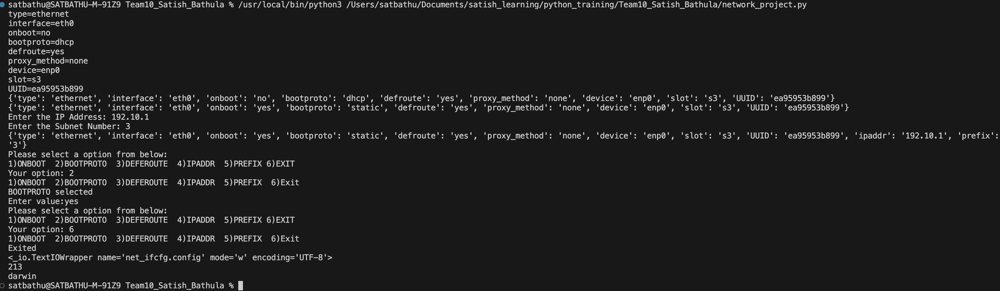 satbathu@SATBATHU-M-91Z9 Team10_Satish_Bathula % /usr/local/bin/python3 /Users/satbathu/Documents/satish_learning/python_training/Team10_Satish_Bathula/network_project.py
type=ethernet
interface=eth0
onboot=no
bootproto=dhcp
defroute=yes
proxy_method=none
device=enp0
slot=s3
UUID=ea95953b899
{'type': 'ethernet', 'interface': 'eth0', 'onboot': 'no', 'bootproto': 'dhcp', 'defroute': 'yes', 'proxy_method': 'none', 'device': 'enp0', 'slot': 's3', 'UUID': 'ea95953b899'}
{'type': 'ethernet', 'interface': 'eth0', 'onboot': 'yes', 'bootproto': 'static', 'defroute': 'yes', 'proxy_method': 'none', 'device': 'enp0', 'slot': 's3', 'UUID': 'ea95953b899'}
Enter the IP Address: 192.10.1
Enter the Subnet Number: 3
{'type': 'ethernet', 'interface': 'eth0', 'onboot': 'yes', 'bootproto': 'static', 'defroute': 'yes', 'proxy_method': 'none', 'device': 'enp0', 'slot': 's3', 'UUID': 'ea95953b899', 'ipaddr': '192.10.1', 'prefix':
'3'}
Please select a option from below:
1)ONBOOT  2)BOOTPROTO  3)DEFEROUTE  4)IPADDR  5)PREFIX 6)EXIT
Your option: 2
1)ONBOOT  2)BOOTPROTO  3)DEFEROUTE  4)IPADDR  5)PREFIX  6)Exit
BOOTPROTO selected
Enter value:yes
Please select a option from below:
1)ONBOOT  2)BOOTPROTO  3)DEFEROUTE  4)IPADDR  5)PREFIX 6)EXIT
Your option: 6
1)ONBOOT  2)BOOTPROTO  3)DEFEROUTE  4)IPADDR  5)PREFIX  6)Exit
Exited
<_io.TextIOWrapper name='net_ifcfg.config' mode='w' encoding='UTF-8'>
213
darwin
satbathu@SATBATHU-M-91Z9 Team10_Satish_Bathula %